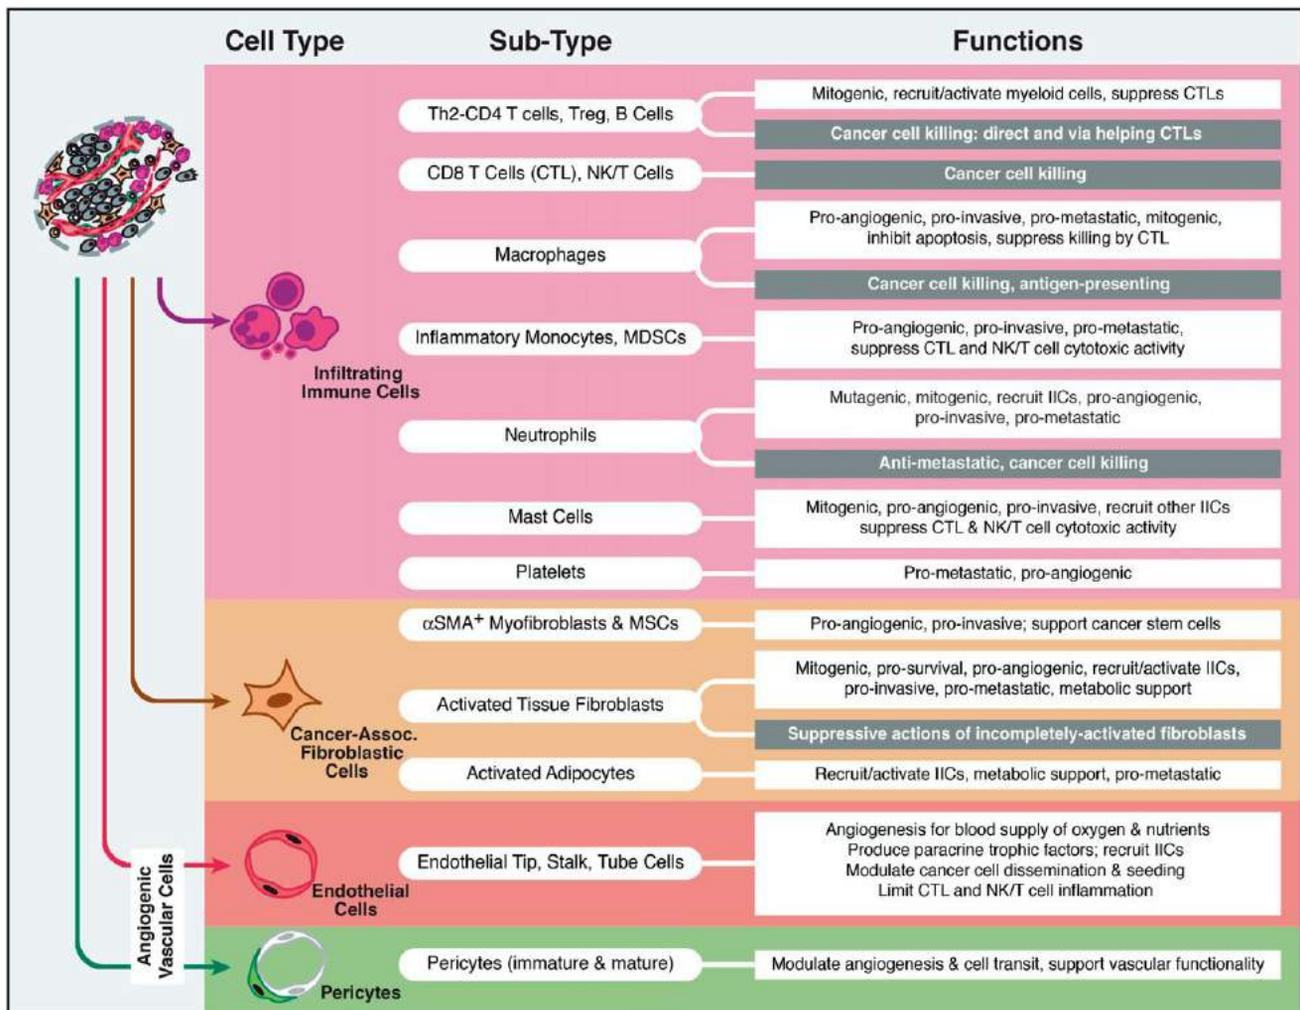 Cell Type
Sub-Type
Functions
Th2-CD4 T cells, Treg, B Cells
Mitogenic, recruit/activate myeloid cells, suppress CTLs
Cancer cell killing: direct and via helping CTLs
CD8 T Cells (CTL), NK/T Cells
Cancer cell killing
Macrophages
Pro-angiogenic, pro-invasive, pro-metastatic, mitogenic,
inhibit apoptosis, suppress killing by CTL
Cancer cell killing, antigen-presenting
Infiltrating
Immune Cells
Inflammatory Monocytes, MDSCs
Pro-angiogenic, pro-invasive, pro-metastatic,
suppress CTL and NK/T cell cytotoxic activity
Neutrophils
Mutagenic, mitogenic, recruit IICs, pro-angiogenic,
pro-invasive, pro-metastatic
Anti-metastatic, cancer cell killing
Mast Cells
Mitogenic, pro-angiogenic, pro-invasive, recruit other IICs
suppress CTL & NK/T cell cytotoxic activity
Platelets
Pro-metastatic, pro-angiogenic
αSMA+ Myofibroblasts & MSCs
Pro-angiogenic, pro-invasive; support cancer stem cells
Cancer-Assoc.
Fibroblastic
Cells
Activated Tissue Fibroblasts
Mitogenic, pro-survival, pro-angiogenic, recruit/activate IICs,
pro-invasive, pro-metastatic, metabolic support
Suppressive actions of incompletely-activated fibroblasts
Activated Adipocytes
Recruit/activate IICs, metabolic support, pro-metastatic
Angiogenic
Vascular Cells
Endothelial
Cells
Endothelial Tip, Stalk, Tube Cells
Angiogenesis for blood supply of oxygen & nutrients
Produce paracrine trophic factors; recruit IICs
Modulate cancer cell dissemination & seeding
Limit CTL and NK/T cell inflammation
Pericytes
Pericytes (immature & mature)
Modulate angiogenesis & cell transit, support vascular functionality